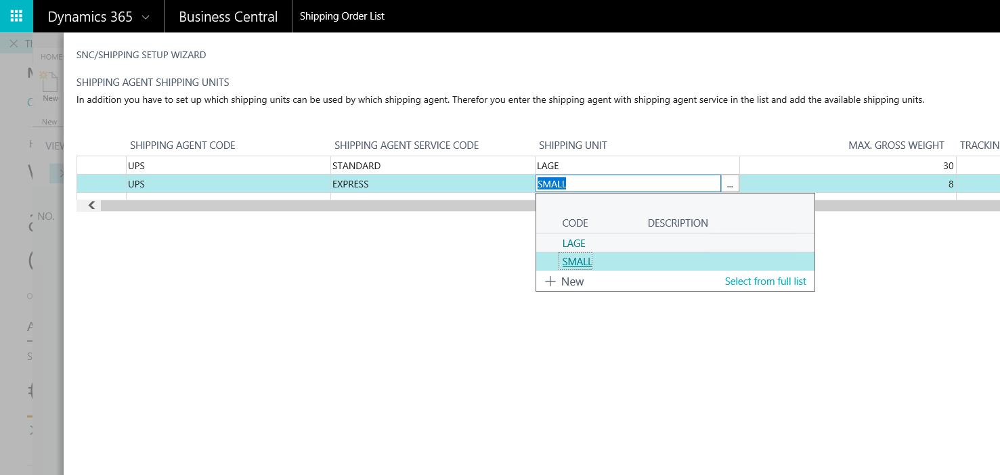 Dynamics 365
Business Central
Shipping Order List
SNC/SHIPPING SETUP WIZARD
HOME
SHIPPING AGENT SHIPPING UNITS
New
In addition you have to set up which shipping units can be used by which shipping agent. Therefor you enter the shipping agent with shipping agent service in the list and add the available shipping units.
New
SHIPPING AGENT CODE SHIPPING AGENT SERVICE CODE SHIPPING UNIT MAX. GROSS WEIGHT TRACKIN
UPS STANDARD LAGE 30
UPS EXPRESS SMALL ... 8
NO.
CODE DESCRIPTION
LAGE
SMALL
+ New Select from full list